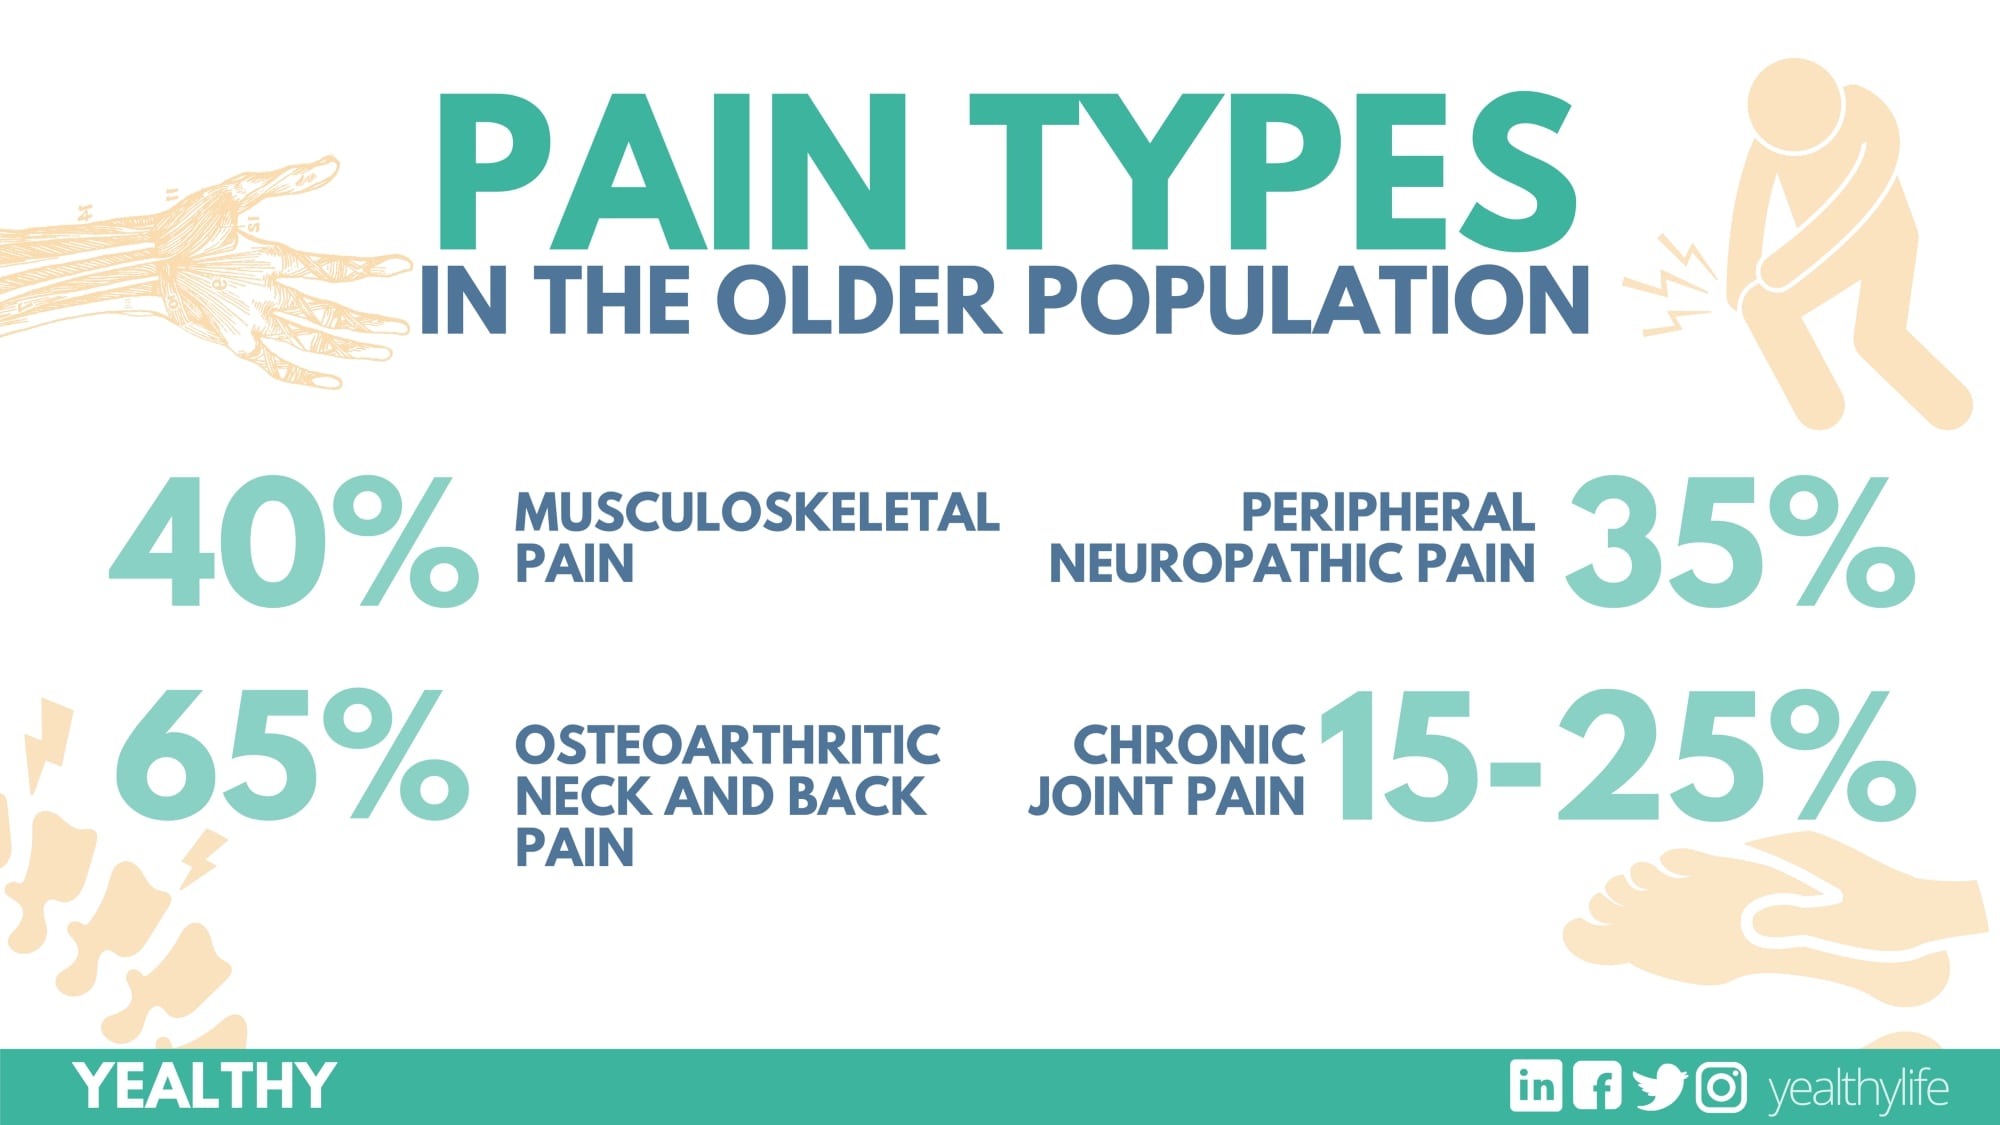 PAIN TYPES
IN THE OLDER POPULATION
40%
MUSCULOSKELETAL
PAIN
PERIPHERAL
NEUROPATHIC PAIN
35%
65%
OSTEOARTHRITIC
NECK AND BACK
PAIN
CHRONIC
JOINT PAIN
15-25%
YEALTHY
in
f
yealthylife